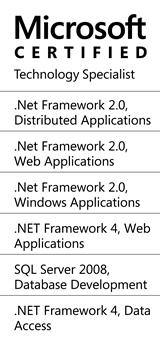 Microsoft
CERTIFIED
Technology Specialist
.Net Framework 2.0,
Distributed Applications
.Net Framework 2.0,
Web Applications
.Net Framework 2.0,
Windows Applications
.NET Framework 4, Web
Applications
SQL Server 2008,
Database Development
.NET Framework 4, Data
Access